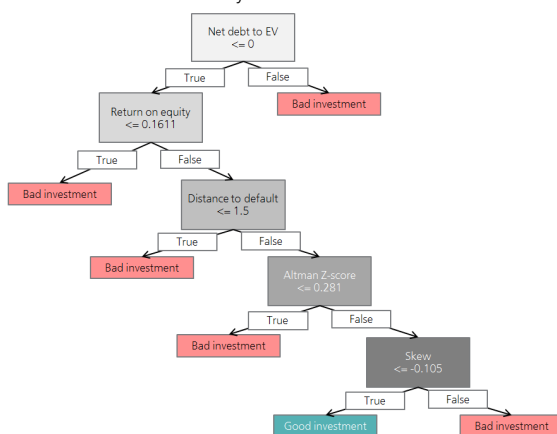 Net debt to EV
<= 0
True
False
Return on equity
<= 0.1611
Bad investment
True
False
Bad investment
Distance to default
<= 1.5
True
False
Bad investment
Altman Z-score
<= 0.281
True
False
Bad investment
Skew
<= -0.105
True
False
Good investment
Bad investment